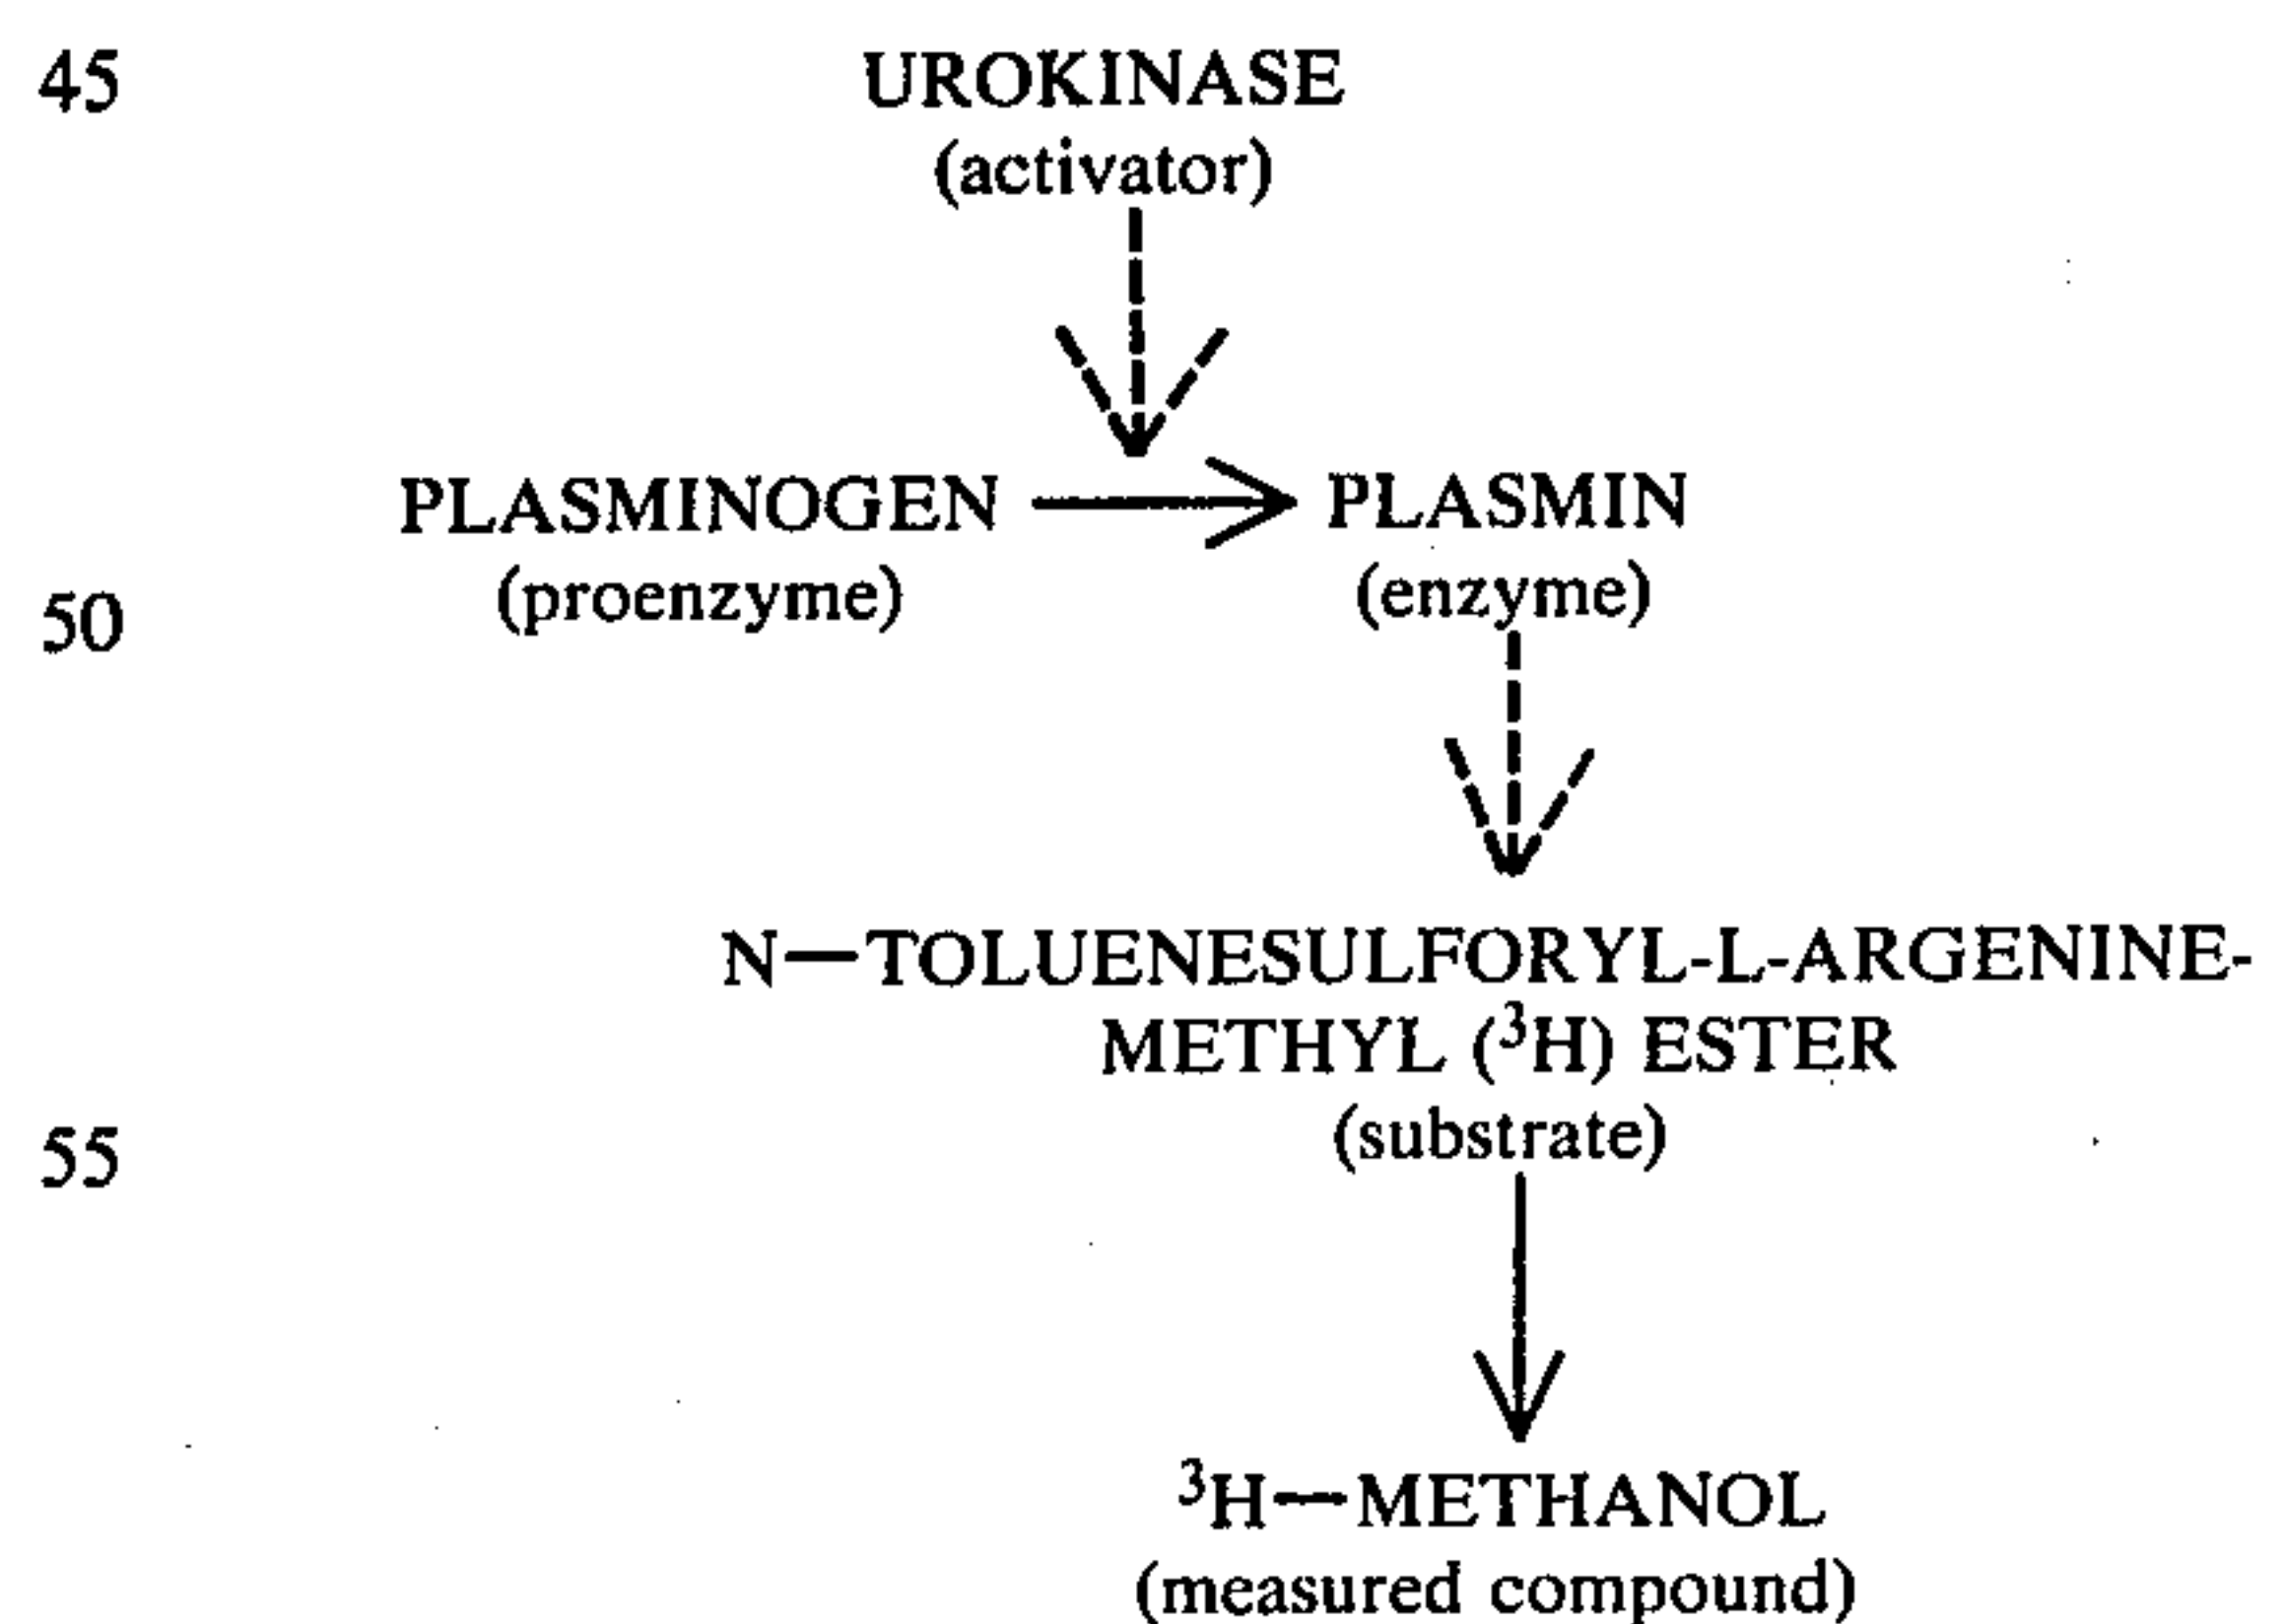 45 UROKINASE
(activator)
PLASMINOGEN PLASMIN
50 (proenzyme) (enzyme)
N—TOLUENESULFORYL-L-ARGENINE-
METHYL (³H) ESTER
55 (substrate)
³H—METHANOL
(measured compound)